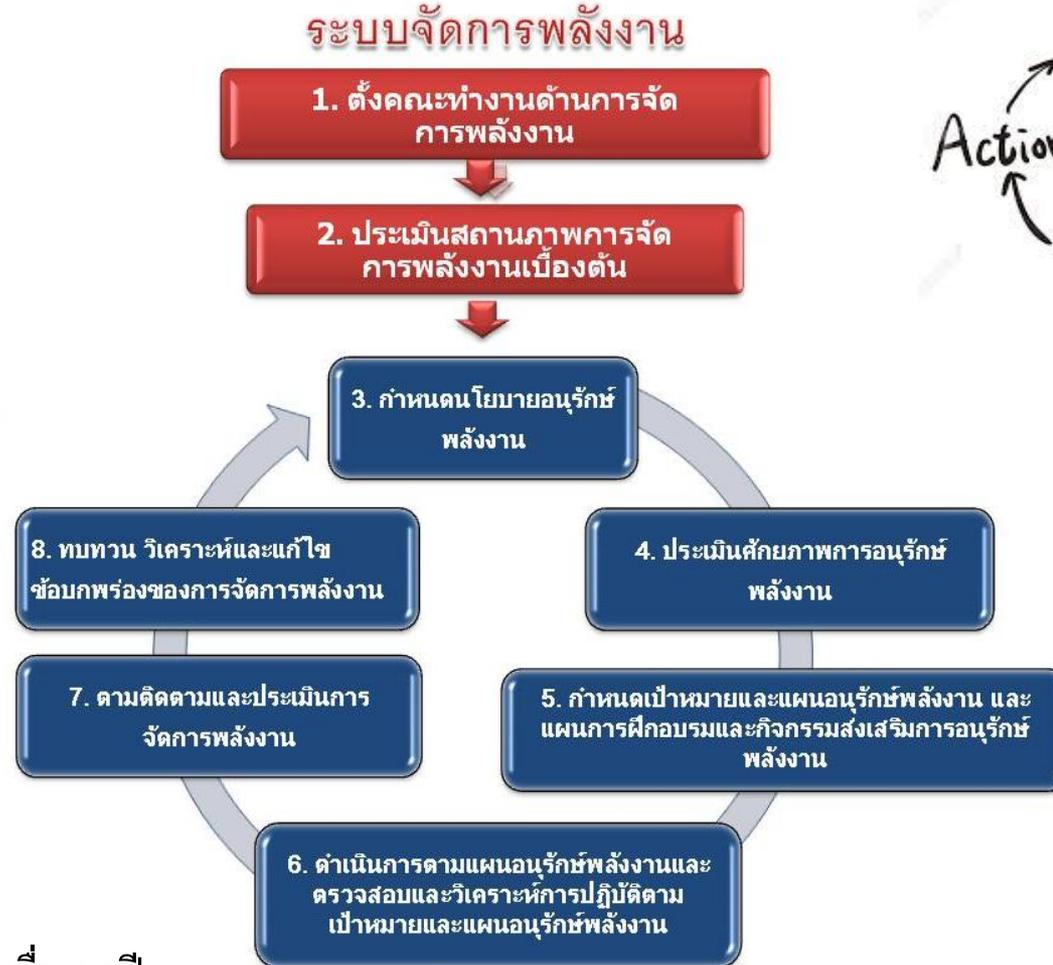 ระบบจัดการพลังงาน
1. ตั้งคณะทำงานด้านการจัด
การพลังงาน
2. ประเมินสถานภาพการจัด
การพลังงานเบื้องต้น
3. กำหนดนโยบายอนุรักษ์
พลังงาน
4. ประเมินศักยภาพการอนุรักษ์
พลังงาน
5. กำหนดเป้าหมายและแผนอนุรักษ์พลังงาน และ
แผนการฝึกอบรมและกิจกรรมส่งเสริมการอนุรักษ์
พลังงาน
6. ดำเนินการตามแผนอนุรักษ์พลังงานและ
ตรวจสอบและวิเคราะห์การปฏิบัติตาม
เป้าหมายและแผนอนุรักษ์พลังงาน
7. ตามติดตามและประเมินการ
จัดการพลังงาน
8. ทบทวน วิเคราะห์และแก้ไข
ข้อบกพร่องของการจัดการพลังงาน
Action